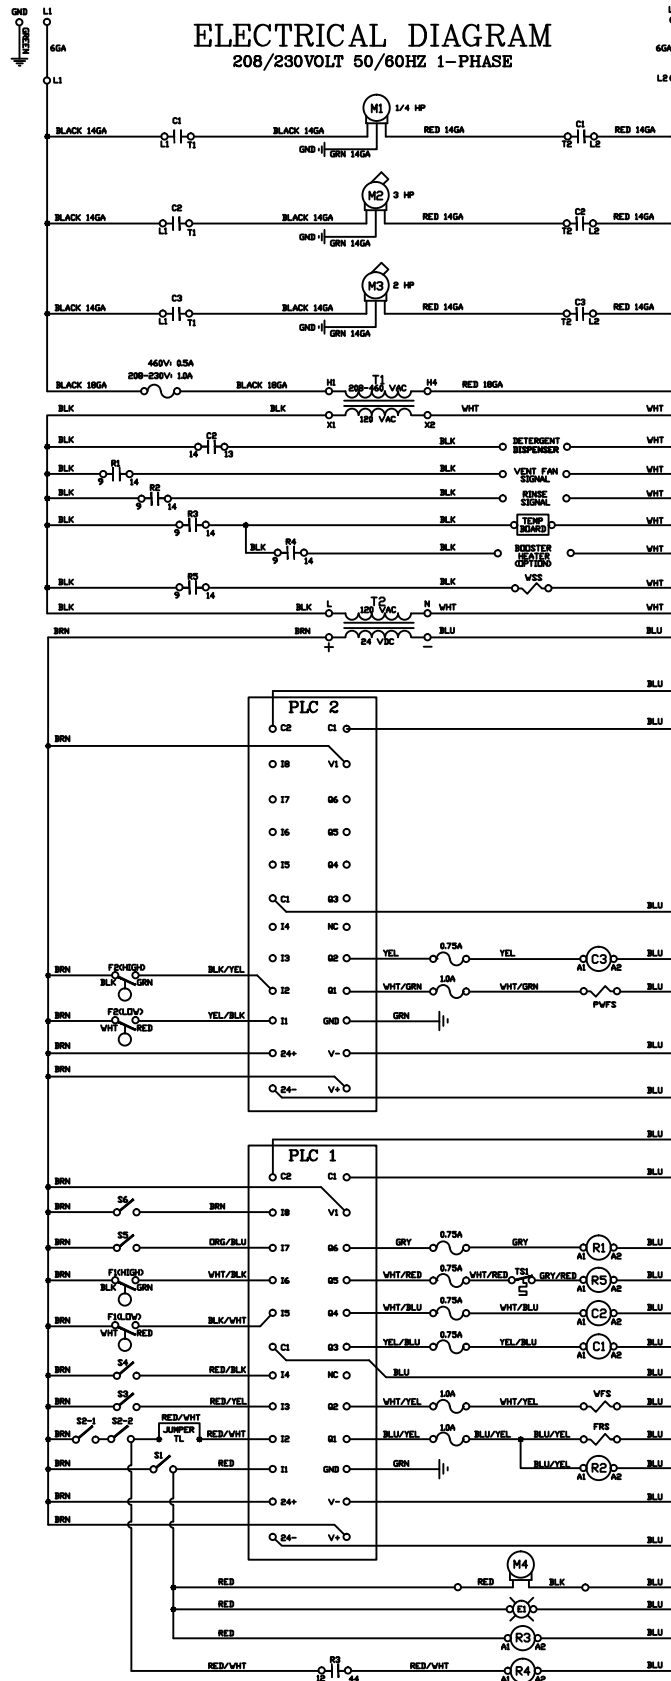 GND L1 L
ELECTRICAL DIAGRAM
GREEN 6GA 6GA
208/230VOLT 50/60HZ 1-PHASE
L1 L2
M1 1/4 HP
BLACK 14GA C1 BLACK 14GA RED 14GA C1 RED 14GA
L1 T1 GND GRN 14GA T2 L2
M2 3 HP
BLACK 14GA C2 BLACK 14GA RED 14GA C2 RED 14GA
L1 T1 GND GRN 14GA T2 L2
M3 2 HP
BLACK 14GA C3 BLACK 14GA RED 14GA C3 RED 14GA
L1 T1 GND GRN 14GA T2 L2
460V: 0.5A
208-230V: 1.0A
T1
BLACK 18GA BLACK 18GA H1 208-460 VAC H4 RED 18GA
BLK BLK X1 120 VAC X2 WHT WHT
BLK C2 BLK DETERGENT DISPENSER WHT
14 13
BLK R1 BLK VENT FAN SIGNAL WHT
9 14
BLK R2 BLK RINSE SIGNAL WHT
9 14
BLK R3 BLK TEMP BOARD WHT
9 14
BLK R4 BLK BOOSTER HEATER (OPTION) WHT
9 14
BLK R5 BLK WSS WHT
9 14
T2
BLK BLK L 120 VAC N WHT WHT
BRN BRN + 24 VDC − BLU BLU
BLU
PLC 2
C2 C1 BLU
BRN
I8 V1
I7 Q6
I6 Q5
I5 Q4
C1 Q3 BLU
I4 NC
I3 Q2 YEL 0.75A YEL C3 BLU
A1 A2
BRN F2(HIGH) BLK/YEL
BLK GRN
I2 Q1 WHT/GRN 1.0A WHT/GRN PWFS BLU
BRN F2(LOW) YEL/BLK I1 GND GRN
WHT RED
BRN 24+ V- BLU
BRN
24- V+ BLU
BLU
PLC 1
C2 C1 BLU
BRN
BRN S6 BRN I8 V1
BRN S5 ORG/BLU I7 Q6 GRY 0.75A GRY R1 BLU
A1 A2
BRN F1(HIGH) WHT/BLK I6 Q5 WHT/RED 0.75A WHT/RED TS1 GRY/RED R5 BLU
BLK GRN A1 A2
I5 Q4 WHT/BLU 0.75A WHT/BLU C2 BLU
A1 A2
BRN F1(LOW) BLK/WHT
WHT RED
C1 Q3 YEL/BLU 0.75A YEL/BLU C1 BLU
A1 A2
BRN S4 RED/BLK I4 NC BLU BLU
BRN S3 RED/YEL I3 Q2 WHT/YEL 1.0A WHT/YEL WFS BLU
RED/WHT
BRN S2-1 S2-2 JUMPER TL RED/WHT I2 Q1 BLU/YEL 1.0A BLU/YEL BLU/YEL FRS BLU
BRN S1 RED I1 GND GRN BLU/YEL R2 BLU
A1 A2
BRN 24+ V- BLU
BRN
24- V+ BLU
M4
RED RED BLK BLU
RED E1 BLU
RED R3 BLU
A1 A2
RED/WHT R3 RED/WHT R4 BLU
12 44 A1 A2